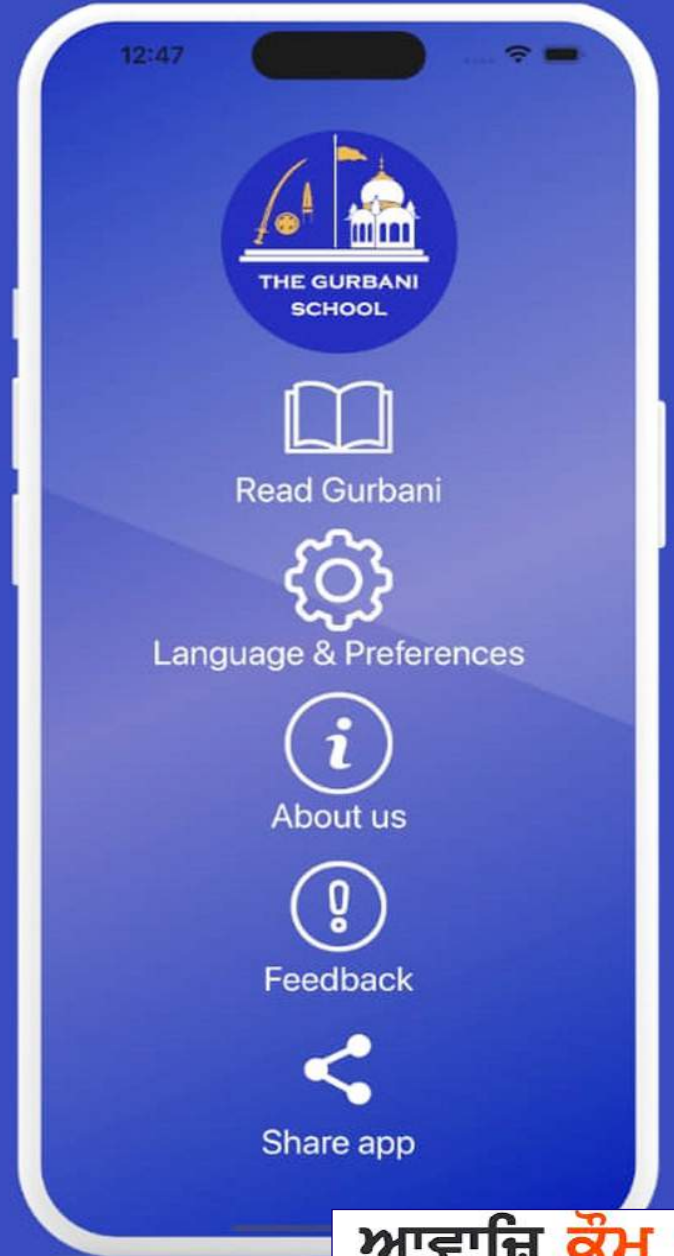 12:47
THE GURBANI
SCHOOL
Read Gurbani
Language & Preferences
About us
Feedback
Share app
ਆਵਾਜ਼ਿ ਕੌਮ